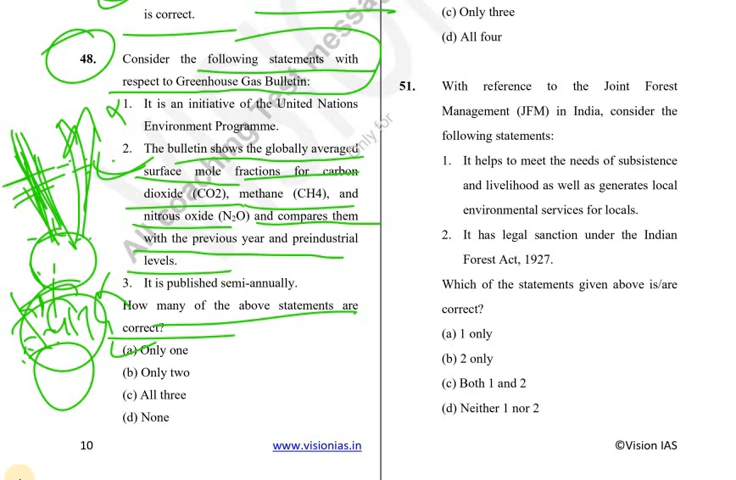 is correct.
48. Consider the following statements with
respect to Greenhouse Gas Bulletin:
1. It is an initiative of the United Nations
Environment Programme.
2. The bulletin shows the globally averaged
surface mole fractions for carbon
dioxide (CO2), methane (CH4), and
nitrous oxide (N₂O) and compares them
with the previous year and preindustrial
levels.
3. It is published semi-annually.
How many of the above statements are
correct?
(a) Only one
(b) Only two
(c) All three
(d) None
(c) Only three
(d) All four
51. With reference to the Joint Forest
Management (JFM) in India, consider the
following statements:
1. It helps to meet the needs of subsistence
and livelihood as well as generates local
environmental services for locals.
2. It has legal sanction under the Indian
Forest Act, 1927.
Which of the statements given above is/are
correct?
(a) 1 only
(b) 2 only
(c) Both 1 and 2
(d) Neither 1 nor 2
10 www.visionias.in ©Vision IAS